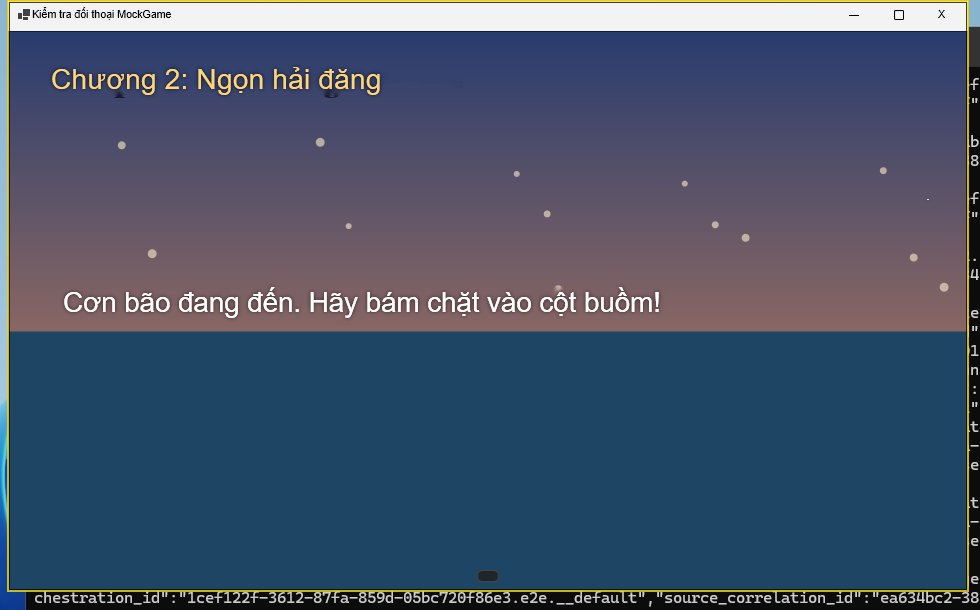 Kiểm tra đối thoại MockGame
Chương 2: Ngọn hải đăng
Cơn bão đang đến. Hãy bám chặt vào cột buồm!
chestration_id":"1cef122f-3612-87fa-859d-05bc720f86e3.e2e.__default","source_correlation_id":"ea634bc2-38